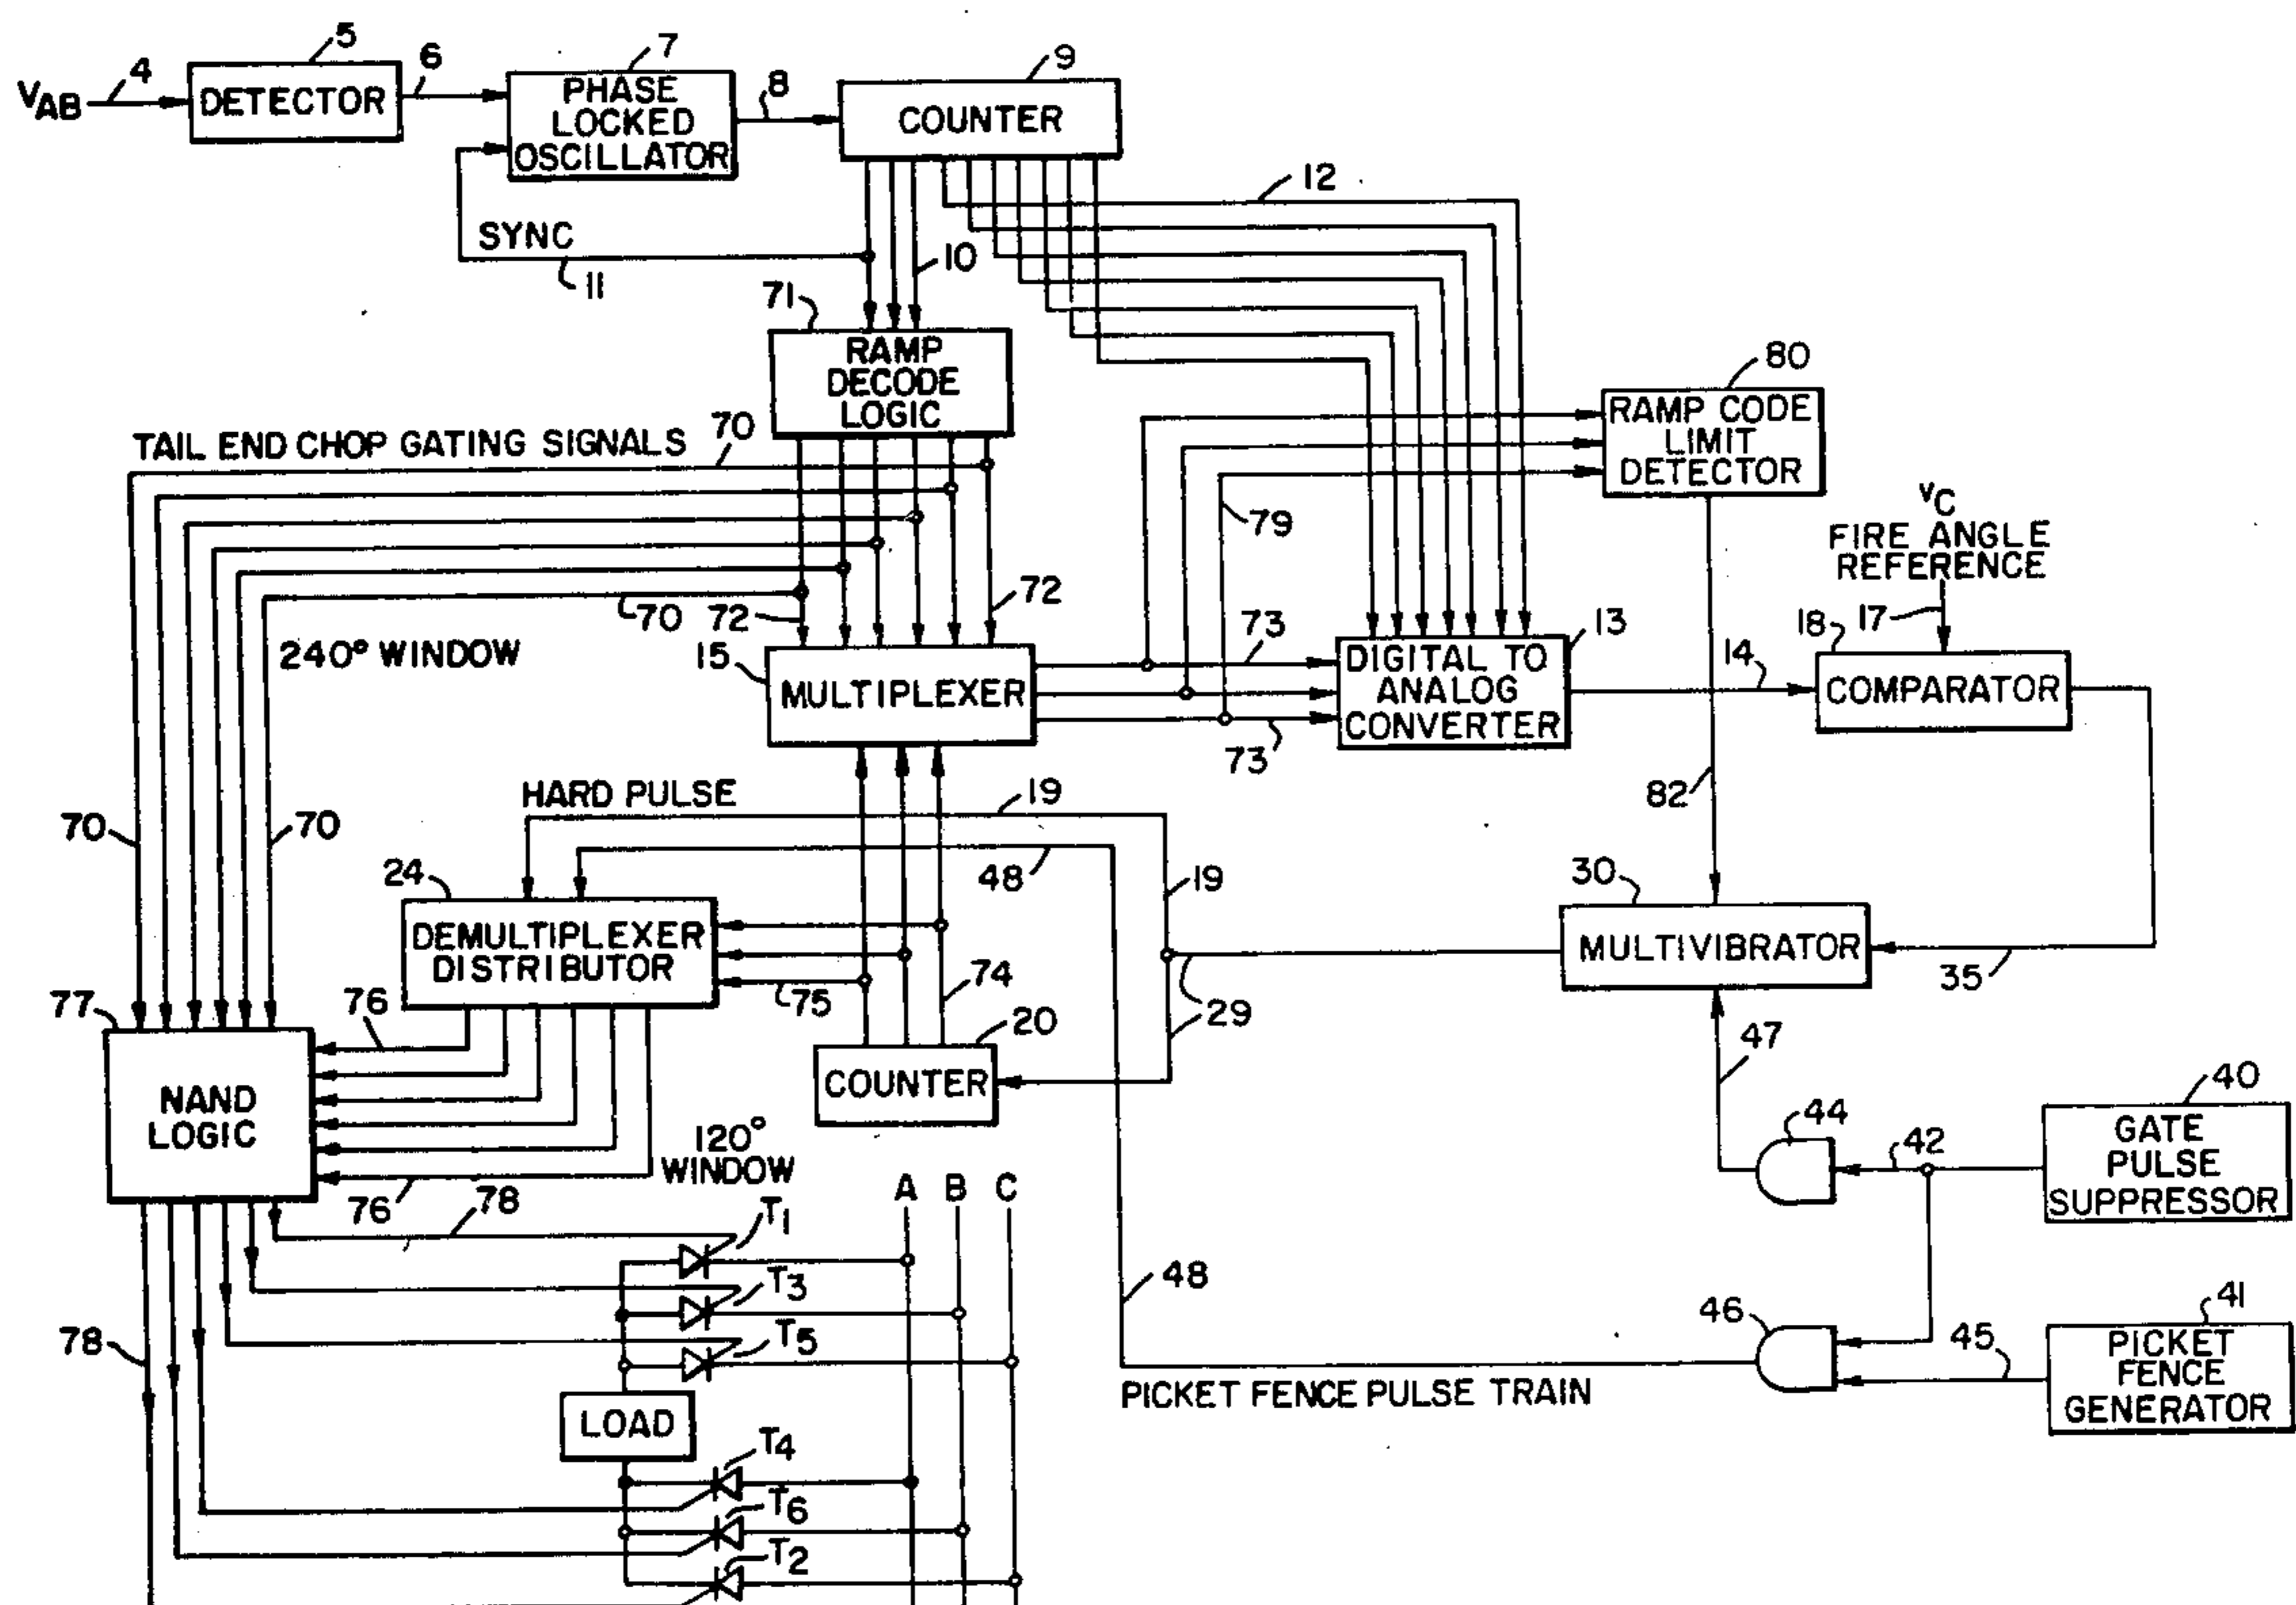 VAB
4
5
DETECTOR
6
7
PHASE
LOCKED
OSCILLATOR
8
9
COUNTER
SYNC
11
10
12
71
RAMP
DECODE
LOGIC
80
RAMP CODE
LIMIT
DETECTOR
TAIL END CHOP GATING SIGNALS
70
79
VC
FIRE ANGLE
REFERENCE
17
70
72
72
240° WINDOW
15
MULTIPLEXER
73
73
13
DIGITAL TO
ANALOG
CONVERTER
14
18
COMPARATOR
82
HARD PULSE
19
70
70
48
19
24
DEMULTIPLEXER
DISTRIBUTOR
30
MULTIVIBRATOR
35
75
74
29
77
76
NAND
LOGIC
20
COUNTER
47
120°
WINDOW
76
78
44
42
40
GATE
PULSE
SUPPRESSOR
A
B
C
T1
T3
T5
48
46
45
41
PICKET
FENCE
GENERATOR
78
PICKET FENCE PULSE TRAIN
LOAD
T4
T6
T2